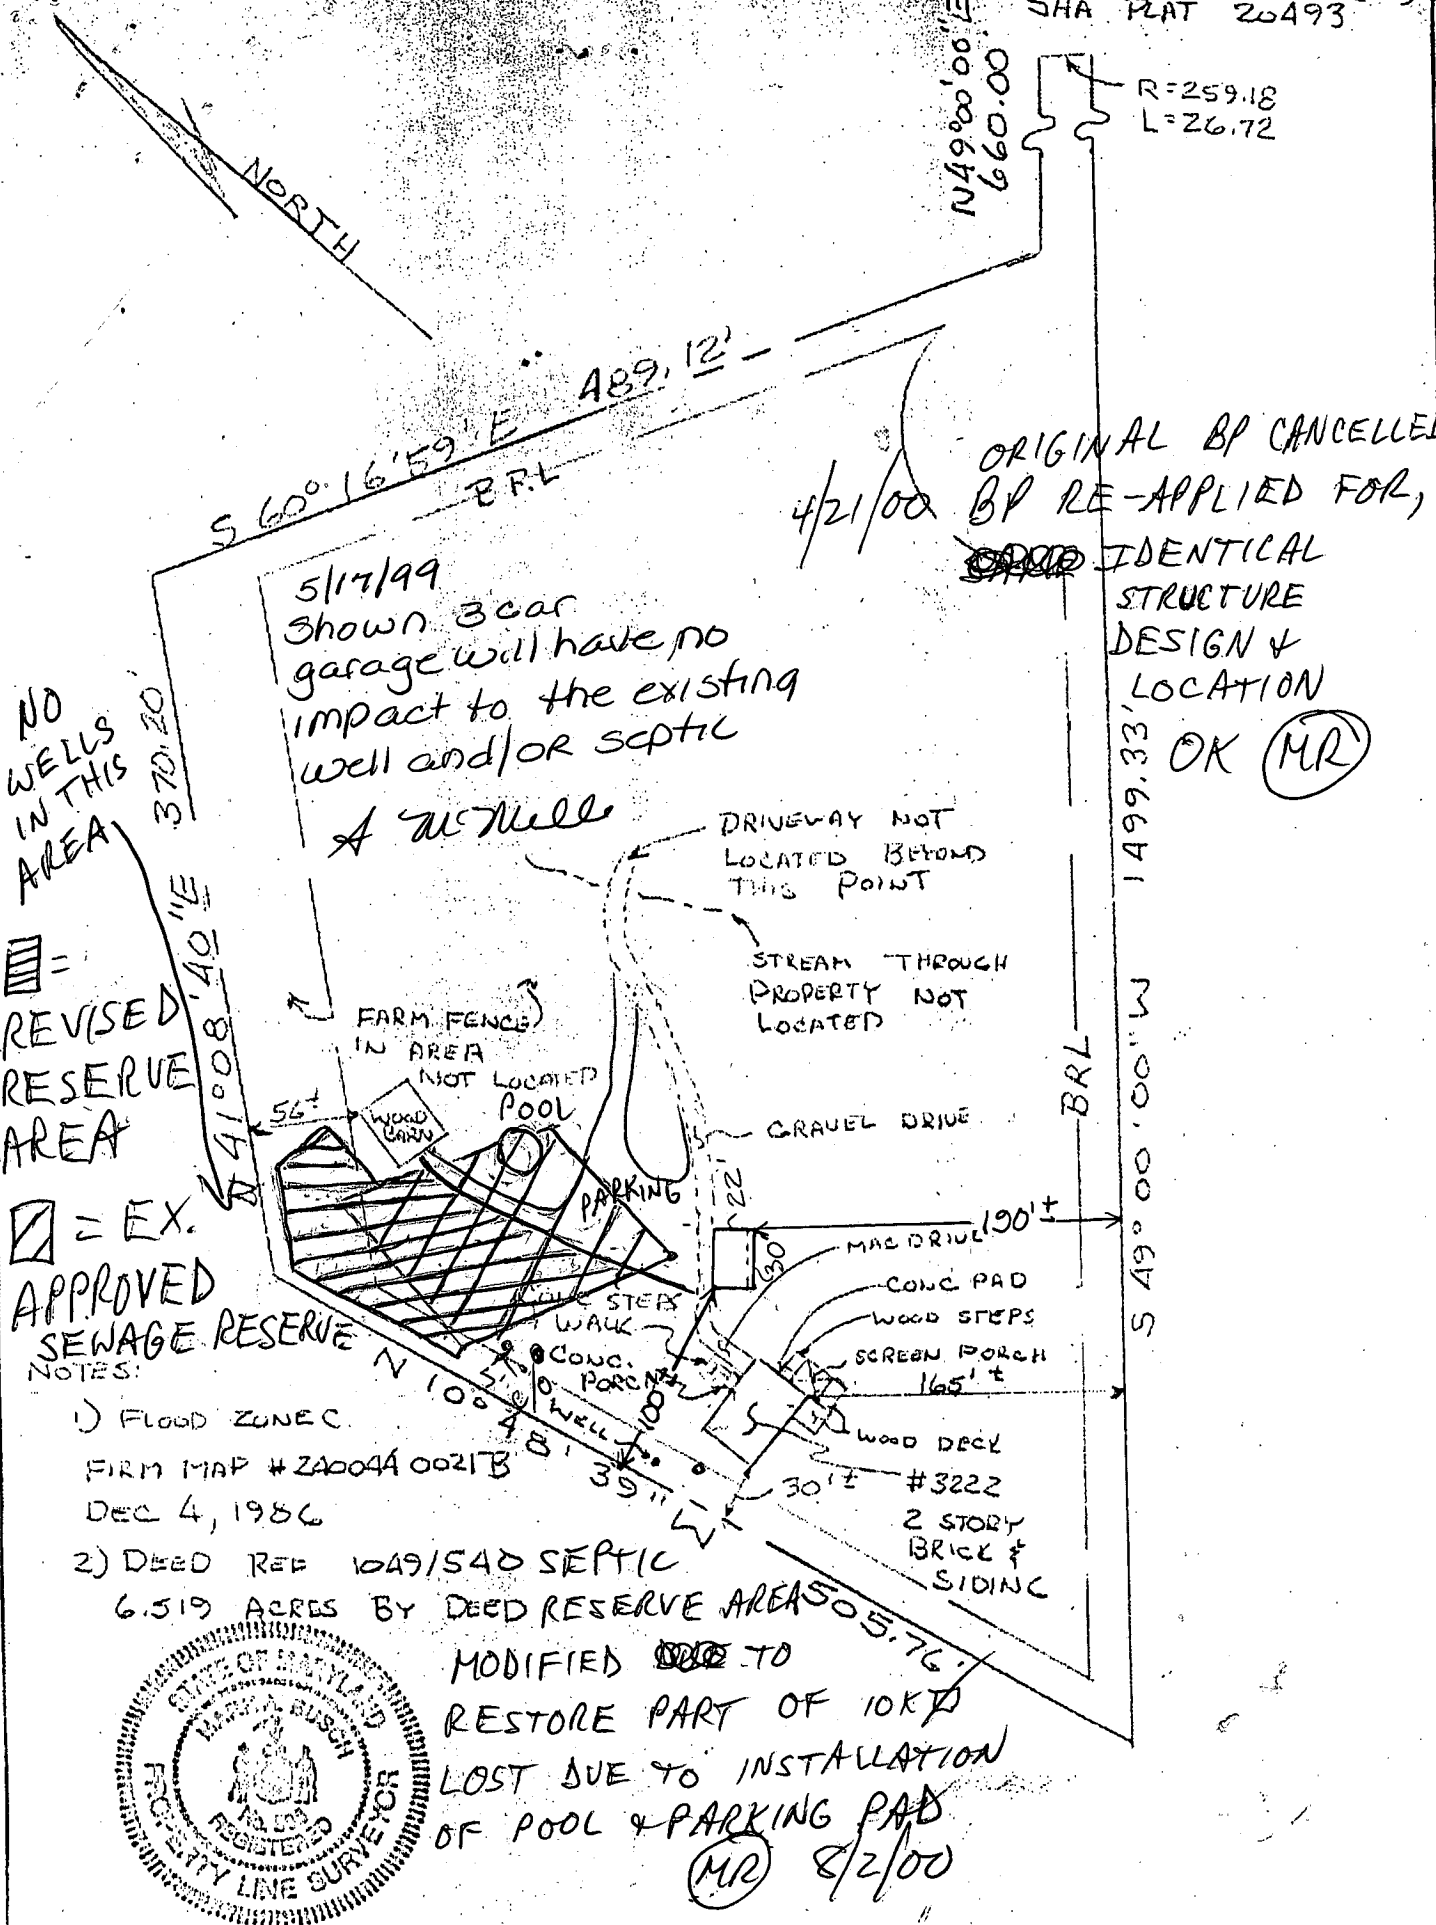 SHA PLAT 20493
N49°00'00"E
660.00'
R=259.18
L=26.72
NORTH
S 60° 16'59" E 489.12'
B.R.L
ORIGINAL BP CANCELLED
4/21/00 BP RE-APPLIED FOR,
IDENTICAL
STRUCTURE
DESIGN &
LOCATION
OK MR
5/17/99
Shown 3 car
garage will have no
impact to the existing
well and/OR septic
NO
WELLS
IN THIS
AREA
N 41°08'40"E 370.20'
DRIVEWAY NOT
LOCATED BEYOND
THIS POINT
STREAM THROUGH
PROPERTY NOT
LOCATED
S 49°00'00"W 1499.33'
BRL
=
REVISED
RESERVE
AREA
FARM FENCE
IN AREA
NOT LOCATED
56'±
WOOD
BARN
POOL
GRAVEL DRIVE
PARKING
22'
30'
190'±
= EX.
APPROVED
SEWAGE RESERVE
MAC DRIVE
CONC PAD
WOOD STEPS
SCREEN PORCH
165'±
CONC STEPS
WALK
CONC.
PORCH
100'
WELL
WOOD DECK
30'±
#3222
2 STORY
BRICK &
SIDING
N 10° 48' 39" W 505.76'
NOTES:
1) FLOOD ZONE C
FIRM MAP #240044 0021B
DEC 4, 1986
2) DEED REF 1049/540
6.519 ACRES BY DEED
SEPTIC
RESERVE AREA
MODIFIED TO
RESTORE PART OF 10K
LOST DUE TO INSTALLATION
OF POOL & PARKING PAD
MR 8/2/00
STATE OF MARYLAND
MARK A BUSCH
REGISTERED
PROPERTY LINE SURVEYOR